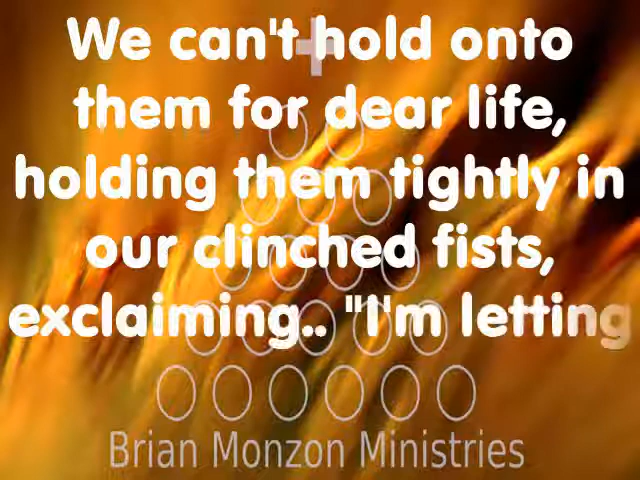 We can't hold onto
them for dear life,
holding them tightly in
our clinched fists,
exclaiming.. "I'm letting
Brian Monzon Ministries